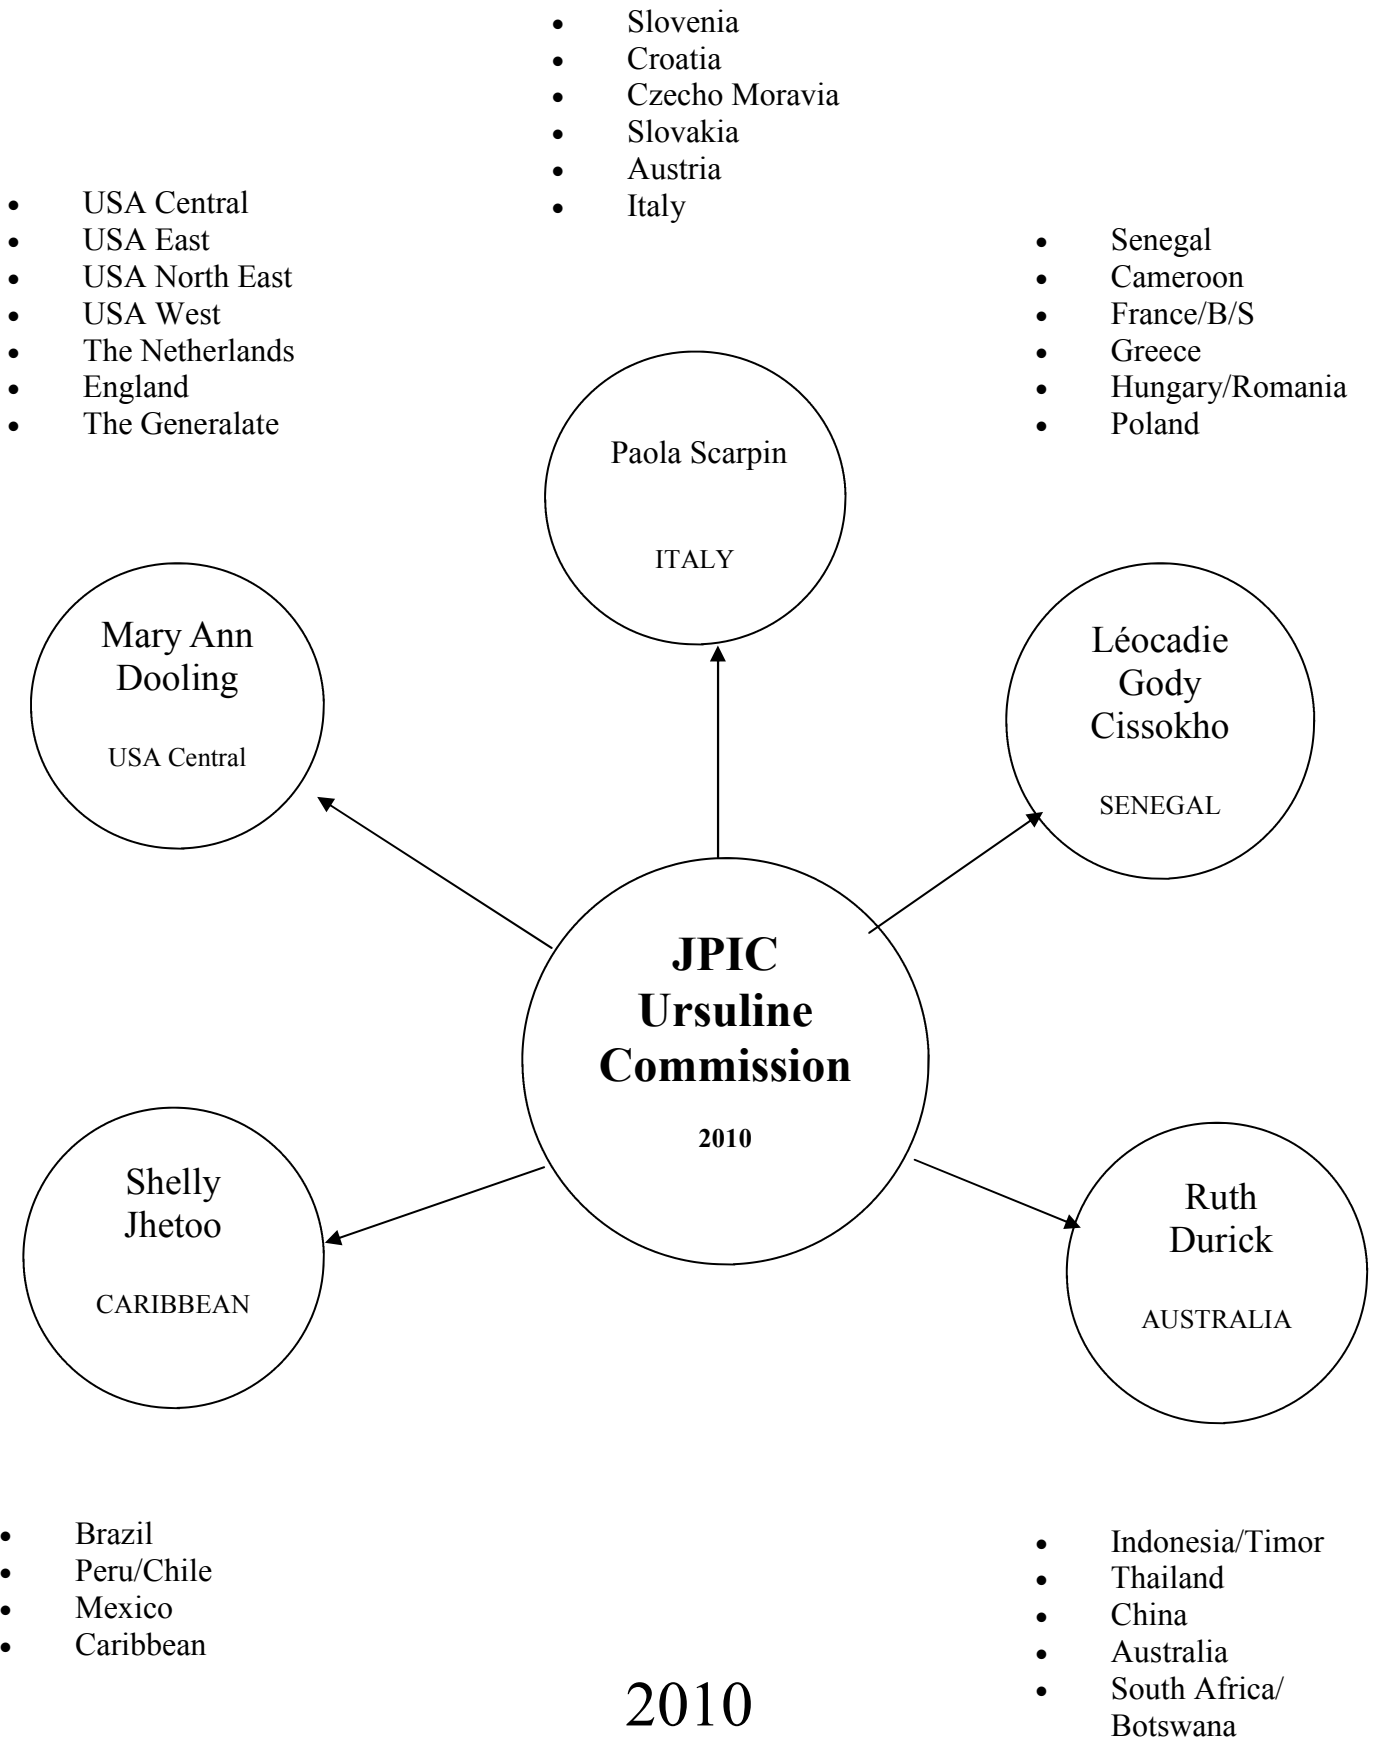 • Slovenia
• Croatia
• Czecho Moravia
• Slovakia
• Austria
• Italy
• USA Central
• USA East
• USA North East
• USA West
• The Netherlands
• England
• The Generalate
• Senegal
• Cameroon
• France/B/S
• Greece
• Hungary/Romania
• Poland
Paola Scarpin
ITALY
Mary Ann
Dooling
USA Central
Léocadie
Gody
Cissokho
SENEGAL
JPIC
Ursuline
Commission
2010
Shelly
Jhetoo
CARIBBEAN
Ruth
Durick
AUSTRALIA
• Brazil
• Peru/Chile
• Mexico
• Caribbean
• Indonesia/Timor
• Thailand
• China
• Australia
• South Africa/
Botswana
2010